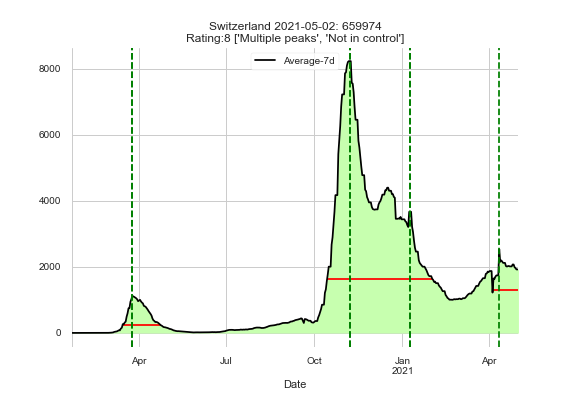 Switzerland 2021-05-02: 659974
Rating:8 ['Multiple peaks', 'Not in control']
Average-7d
8000
6000
4000
2000
0
Apr
Jul
Oct
Jan
2021
Apr
Date